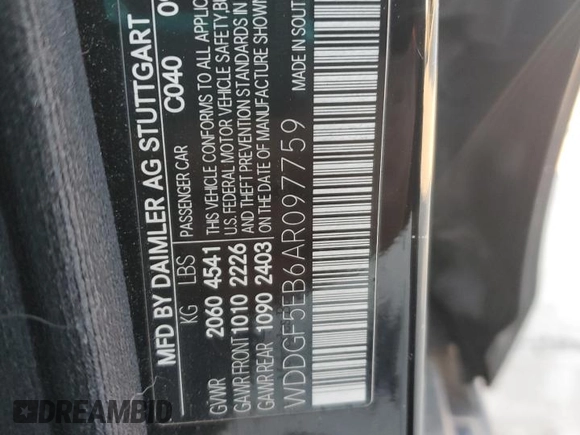 MFD BY DAIMLER AG STUTTGART
C040
KG LBS PASSENGER CAR
GVWR 2060 4541
GAWR FRONT 1010 2226
GAWR REAR 1090 2403
THIS VEHICLE CONFORMS TO ALL APPLIC
U.S. FEDERAL MOTOR VEHICLE SAFETY, B
AND THEFT PREVENTION STANDARDS IN
ON THE DATE OF MANUFACTURE SHOWN
WDDGF5EB6AR097759
MADE IN SOUT
DREAMBID